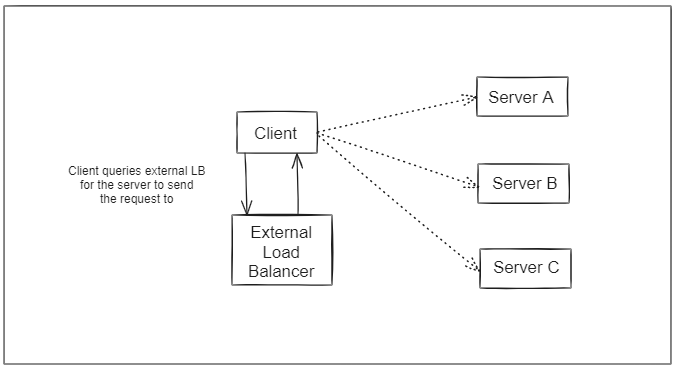 Server A
Client
Client queries external LB
for the server to send
the request to
Server B
External
Load
Balancer
Server C